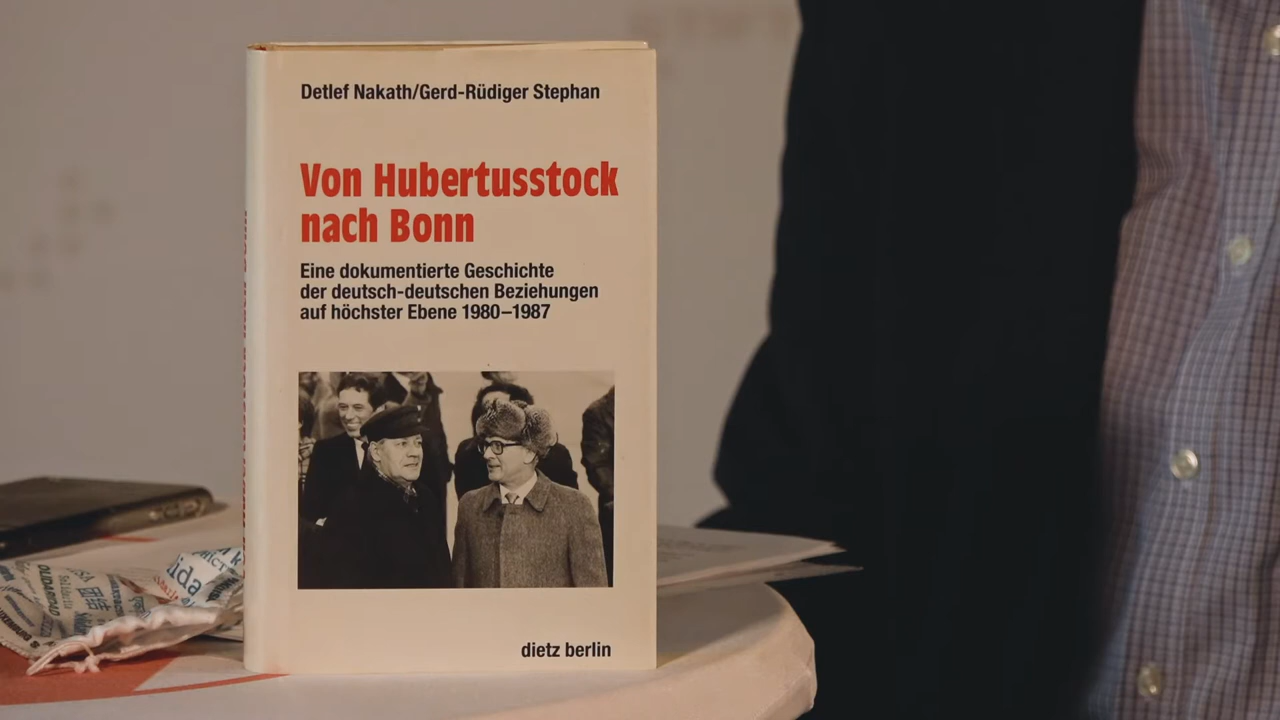 Detlef Nakath/Gerd-Rüdiger Stephan
Von Hubertusstock
nach Bonn
Eine dokumentierte Geschichte
der deutsch-deutschen Beziehungen
auf höchster Ebene 1980–1987
dietz berlin